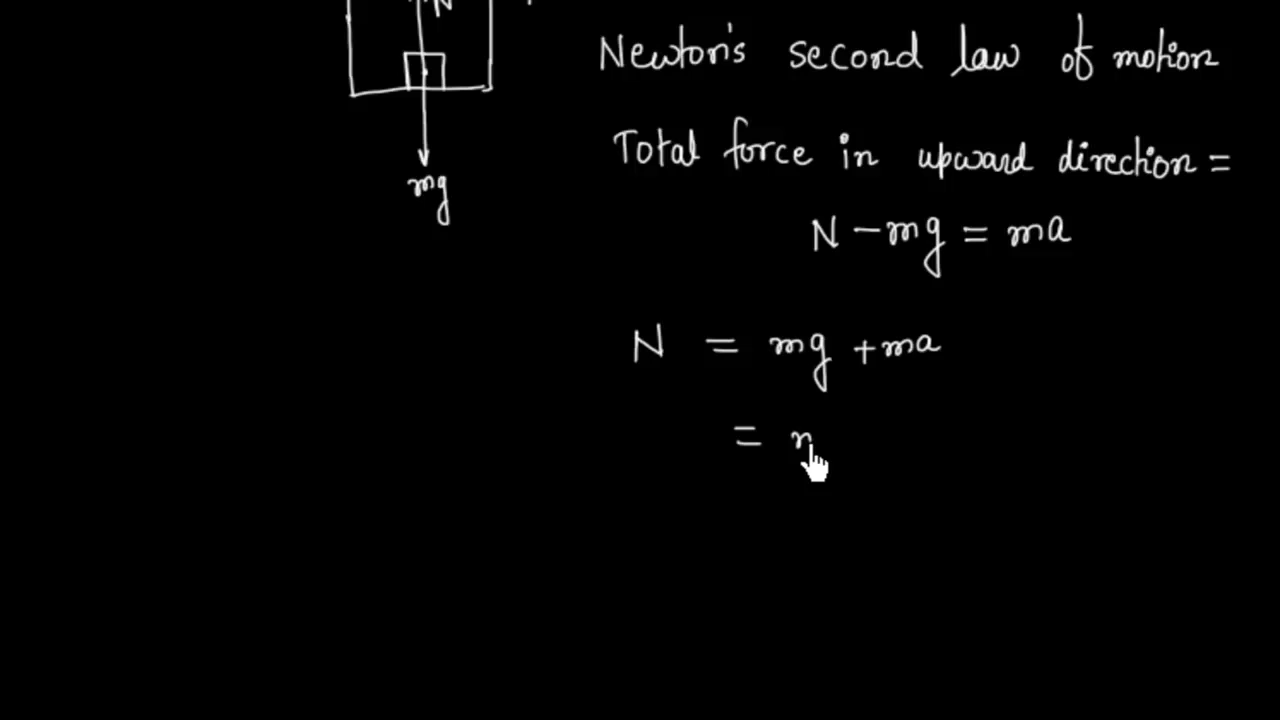 N
mg
Newton's second law of motion
Total force in upward direction =
N - mg = ma
N = mg + ma
=